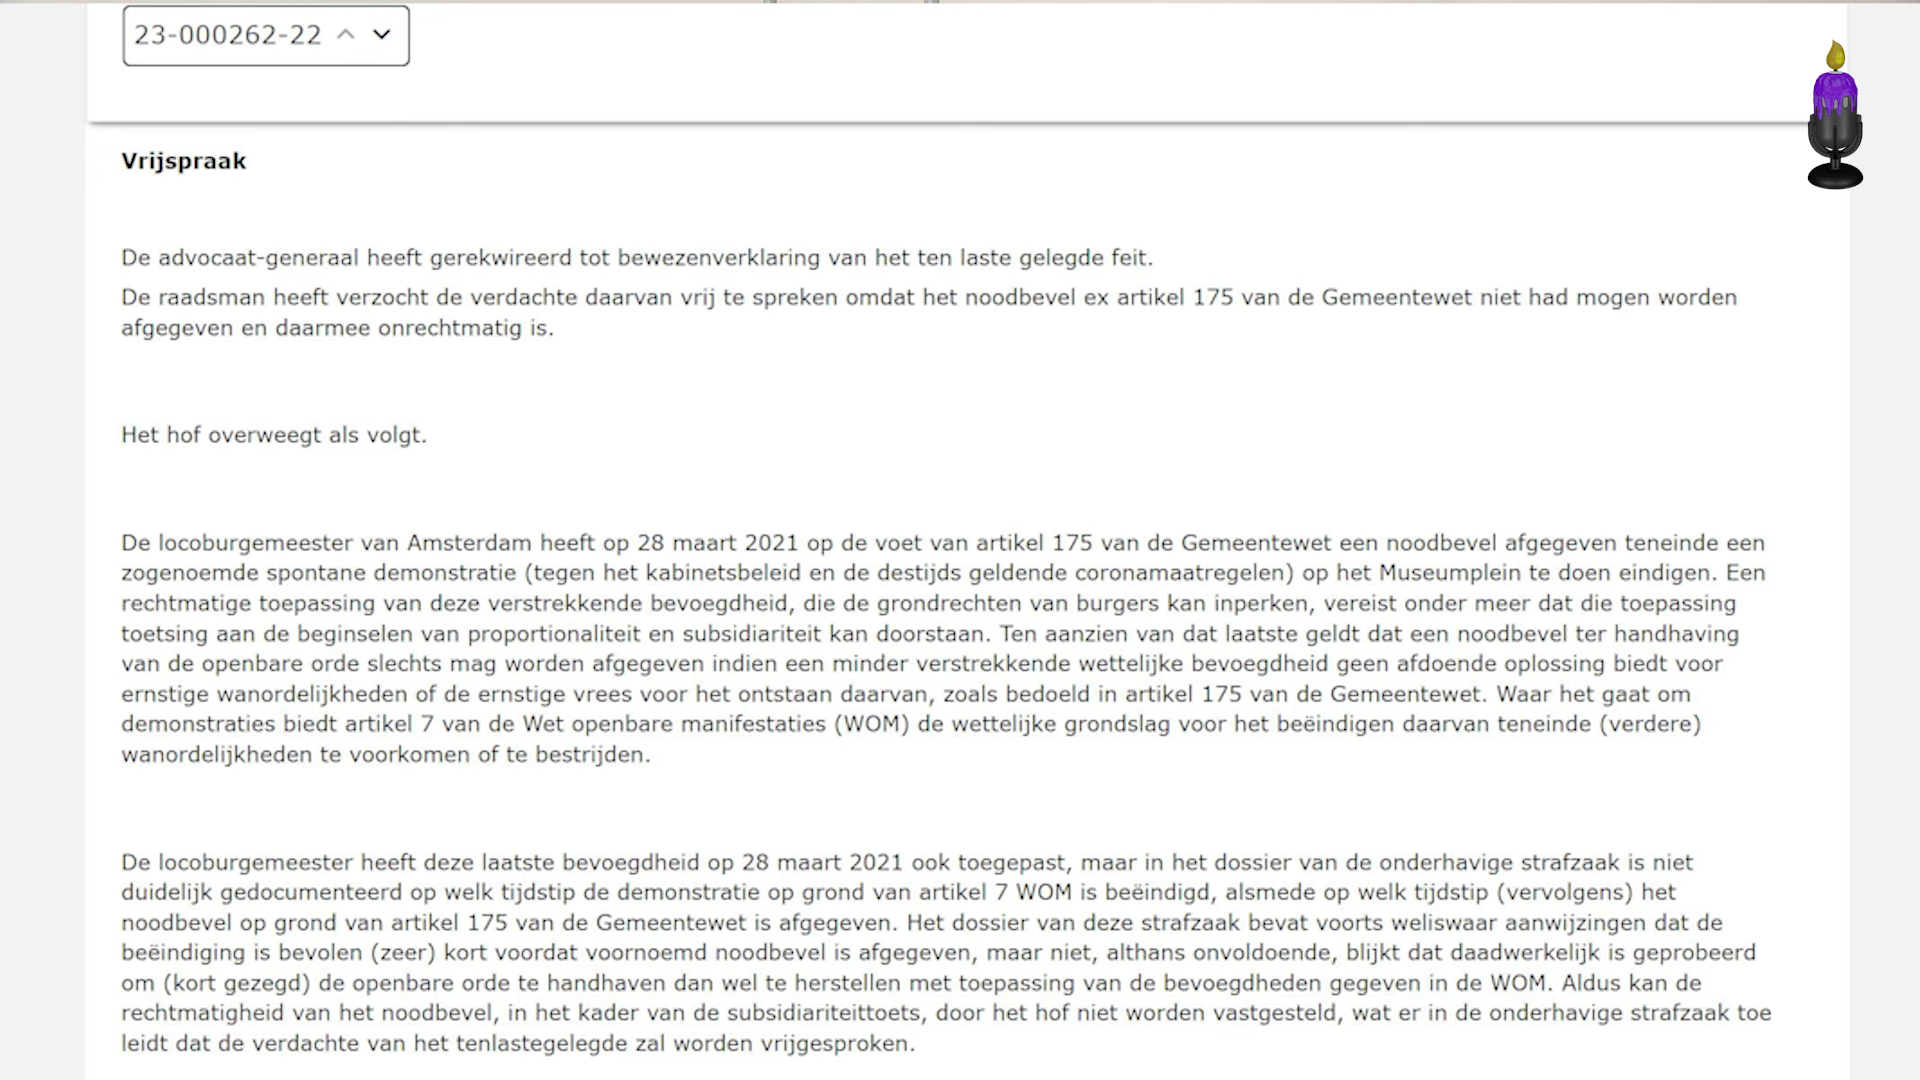 23-000262-22
Vrijspraak
De advocaat-generaal heeft gerekwireerd tot bewezenverklaring van het ten laste gelegde feit.
De raadsman heeft verzocht de verdachte daarvan vrij te spreken omdat het noodbevel ex artikel 175 van de Gemeentewet niet had mogen worden
afgegeven en daarmee onrechtmatig is.
Het hof overweegt als volgt.
De locoburgemeester van Amsterdam heeft op 28 maart 2021 op de voet van artikel 175 van de Gemeentewet een noodbevel afgegeven teneinde een
zogenoemde spontane demonstratie (tegen het kabinetsbeleid en de destijds geldende coronamaatregelen) op het Museumplein te doen eindigen. Een
rechtmatige toepassing van deze verstrekkende bevoegdheid, die de grondrechten van burgers kan inperken, vereist onder meer dat die toepassing
toetsing aan de beginselen van proportionaliteit en subsidiariteit kan doorstaan. Ten aanzien van dat laatste geldt dat een noodbevel ter handhaving
van de openbare orde slechts mag worden afgegeven indien een minder verstrekkende wettelijke bevoegdheid geen afdoende oplossing biedt voor
ernstige wanordelijkheden of de ernstige vrees voor het ontstaan daarvan, zoals bedoeld in artikel 175 van de Gemeentewet. Waar het gaat om
demonstraties biedt artikel 7 van de Wet openbare manifestaties (WOM) de wettelijke grondslag voor het beëindigen daarvan teneinde (verdere)
wanordelijkheden te voorkomen of te bestrijden.
De locoburgemeester heeft deze laatste bevoegdheid op 28 maart 2021 ook toegepast, maar in het dossier van de onderhavige strafzaak is niet
duidelijk gedocumenteerd op welk tijdstip de demonstratie op grond van artikel 7 WOM is beëindigd, alsmede op welk tijdstip (vervolgens) het
noodbevel op grond van artikel 175 van de Gemeentewet is afgegeven. Het dossier van deze strafzaak bevat voorts weliswaar aanwijzingen dat de
beëindiging is bevolen (zeer) kort voordat voornoemd noodbevel is afgegeven, maar niet, althans onvoldoende, blijkt dat daadwerkelijk is geprobeerd
om (kort gezegd) de openbare orde te handhaven dan wel te herstellen met toepassing van de bevoegdheden gegeven in de WOM. Aldus kan de
rechtmatigheid van het noodbevel, in het kader van de subsidiariteittoets, door het hof niet worden vastgesteld, wat er in de onderhavige strafzaak toe
leidt dat de verdachte van het tenlastegelegde zal worden vrijgesproken.